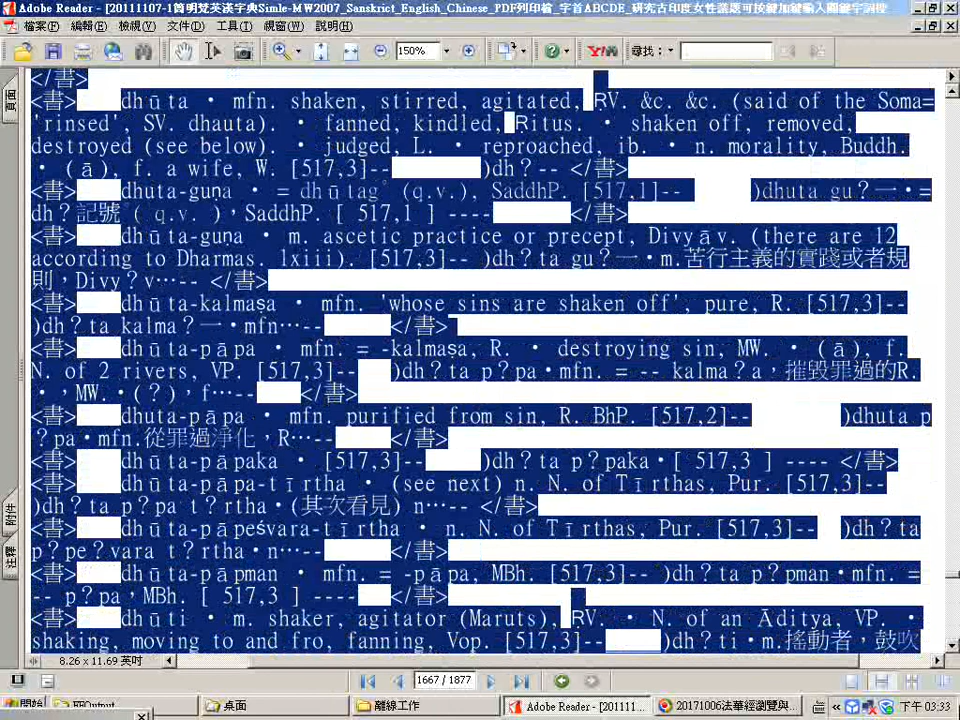 Adobe Reader - [20111107-1簡明梵英漢字典Simle-MW2007_Sanskrict_English_Chinese_PDF列印檔_字首ABCDE_研究古印度女性議題可按鍵加鍵輸入關鍵字詞搜
檔案(F) 編輯(E) 檢視(V) 文件(D) 工具(T) 視窗(W) 說明(H)
150% Y! 尋找：
頁面
</書>
<書> dhūta • mfn. shaken, stirred, agitated, RV. &c. &c. (said of the Soma=
'rinsed', SV. dhauta). • fanned, kindled, Ritus. • shaken off, removed,
destroyed (see below). • judged, L. • reproached, ib. • n. morality, Buddh.
• (ā), f. a wife, W. [517,3]-- )dh?-- </書>
<書> dhuta-guṇa • = dhūtag° (q.v.), SaddhP. [517,1]-- )dhuta gu?一•=
dh?記號°( q.v. )，SaddhP. [ 517,1 ] ---- </書>
<書> dhūta-guṇa • m. ascetic practice or precept, Divyāv. (there are 12
according to Dharmas. lxiii). [517,3]-- )dh?ta gu?一•m.苦行主義的實踐或者規
則，Divy?v…-- </書>
<書> dhūta-kalmaṣa • mfn. 'whose sins are shaken off', pure, R. [517,3]--
)dh?ta kalma?一•mfn…-- </書>
<書> dhūta-pāpa • mfn. = -kalmaṣa, R. • destroying sin, MW. • (ā), f.
N. of 2 rivers, VP. [517,3]-- )dh?ta p?pa•mfn. = -- kalma?a，摧毀罪過的R.
•，MW.•(?)，f…-- </書>
<書> dhuta-pāpa • mfn. purified from sin, R. BhP. [517,2]-- )dhuta p
?pa•mfn.從罪過淨化，R…-- </書>
<書> dhūta-pāpaka • [517,3]-- )dh?ta p?paka•[ 517,3 ] ---- </書>
<書> dhūta-pāpa-tīrtha • (see next) n. N. of Tīrthas, Pur. [517,3]--
)dh?ta p?pa t?rtha•(其次看見) n…-- </書>
<書> dhūta-pāpeśvara-tīrtha • n. N. of Tīrthas, Pur. [517,3]-- )dh?ta
p?pe?vara t?rtha•n…-- </書>
<書> dhūta-pāpman • mfn. = -pāpa, MBh. [517,3]-- )dh?ta p?pman•mfn. =
-- p?pa，MBh. [ 517,3 ] ---- </書>
<書> dhūti • m. shaker, agitator (Maruts), RV. • N. of an Āditya, VP. •
shaking, moving to and fro, fanning, Vop. [517,3]-- )dh?ti•m.搖動者，鼓吹
附件
注釋
8.26 x 11.69 英吋
1667 / 1877
開始 EEOutput 桌面 離線工作 Adobe Reader - [201111... 20171006法華經瀏覽與... 下午 03:33